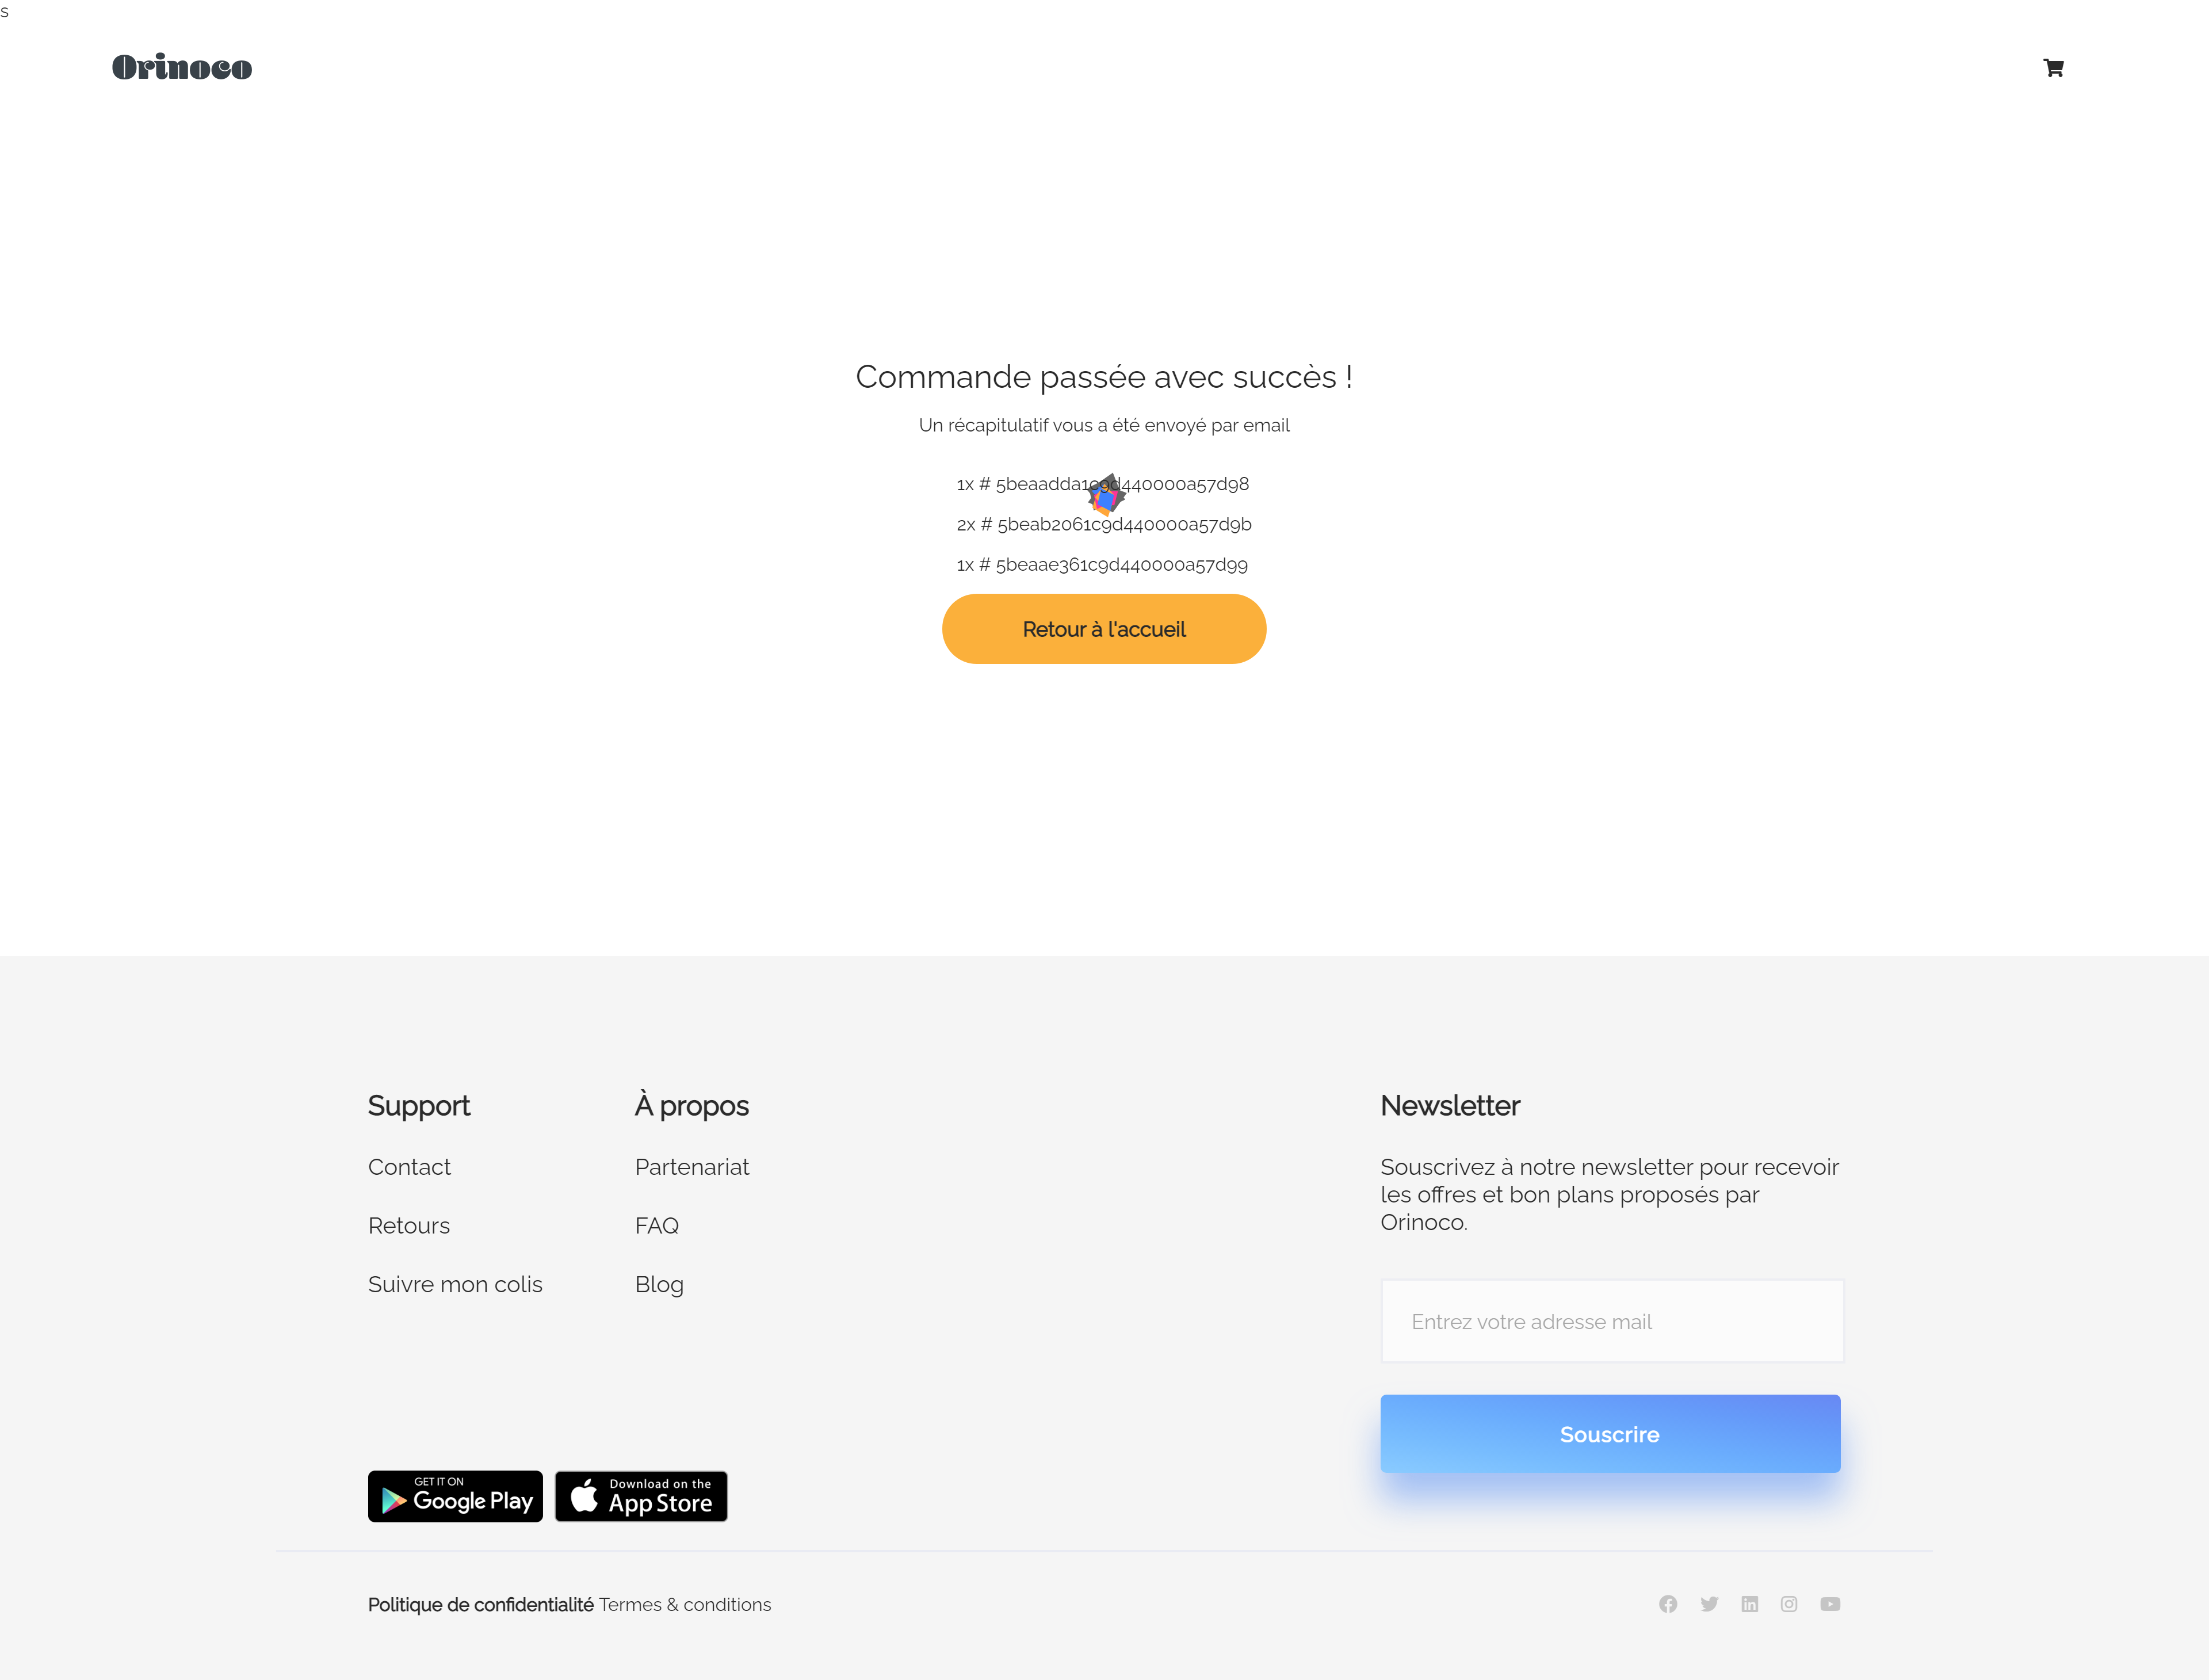 s
Orinoco
Commande passée avec succès !
Un récapitulatif vous a été envoyé par email
1x # 5beaadda1c9d440000a57d98
2x # 5beab2061c9d440000a57d9b
1x # 5beaae361c9d440000a57d99
Retour à l'accueil
Support
Contact
Retours
Suivre mon colis
À propos
Partenariat
FAQ
Blog
Newsletter
Souscrivez à notre newsletter pour recevoir
les offres et bon plans proposés par
Orinoco.
Entrez votre adresse mail
Souscrire
GET IT ON
Google Play
Download on the
App Store
Politique de confidentialité Termes & conditions